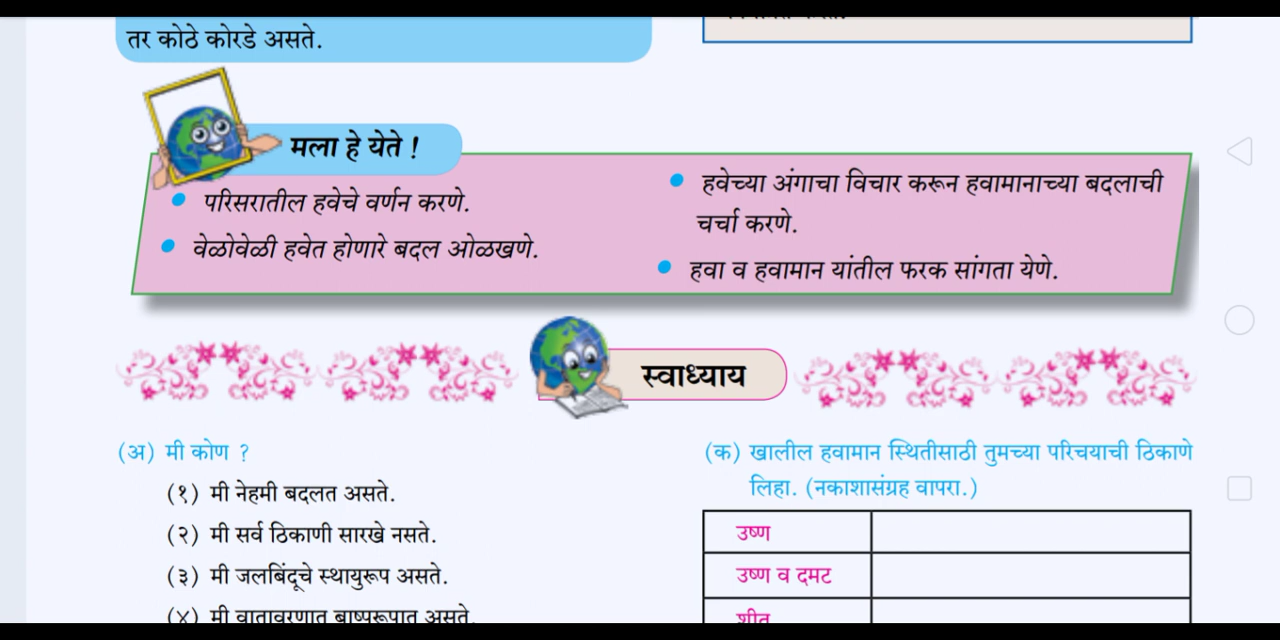 तर कोठे कोरडे असते.
मला हे येते !
परिसरातील हवेचे वर्णन करणे.
वेळोवेळी हवेत होणारे बदल ओळखणे.
हवेच्या अंगाचा विचार करून हवामानाच्या बदलाची
चर्चा करणे.
हवा व हवामान यांतील फरक सांगता येणे.
स्वाध्याय
(अ) मी कोण ?
(१) मी नेहमी बदलत असते.
(२) मी सर्व ठिकाणी सारखे नसते.
(३) मी जलबिंदूचे स्थायुरूप असते.
(४) मी वातावरणात बाष्परूपात असते.
(क) खालील हवामान स्थितीसाठी तुमच्या परिचयाची ठिकाणे
लिहा. (नकाशासंग्रह वापरा.)
उष्ण
उष्ण व दमट
शीत